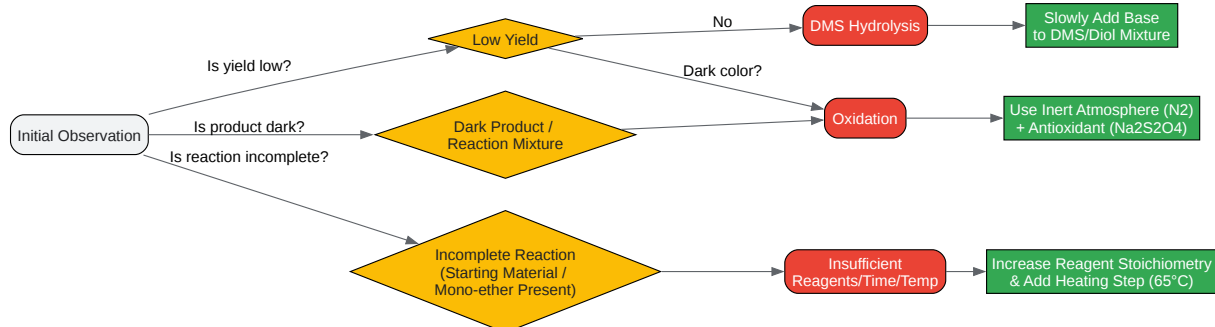 No
Low Yield
DMS Hydrolysis
Slowly Add Base
to DMS/Diol Mixture
Is yield low?
Dark color?
Initial Observation
Is product dark?
Dark Product /
Reaction Mixture
Oxidation
Use Inert Atmosphere (N2)
+ Antioxidant (Na2S2O4)
Is reaction incomplete?
Incomplete Reaction
(Starting Material /
Mono-ether Present)
Insufficient
Reagents/Time/Temp
Increase Reagent Stoichiometry
& Add Heating Step (65°C)